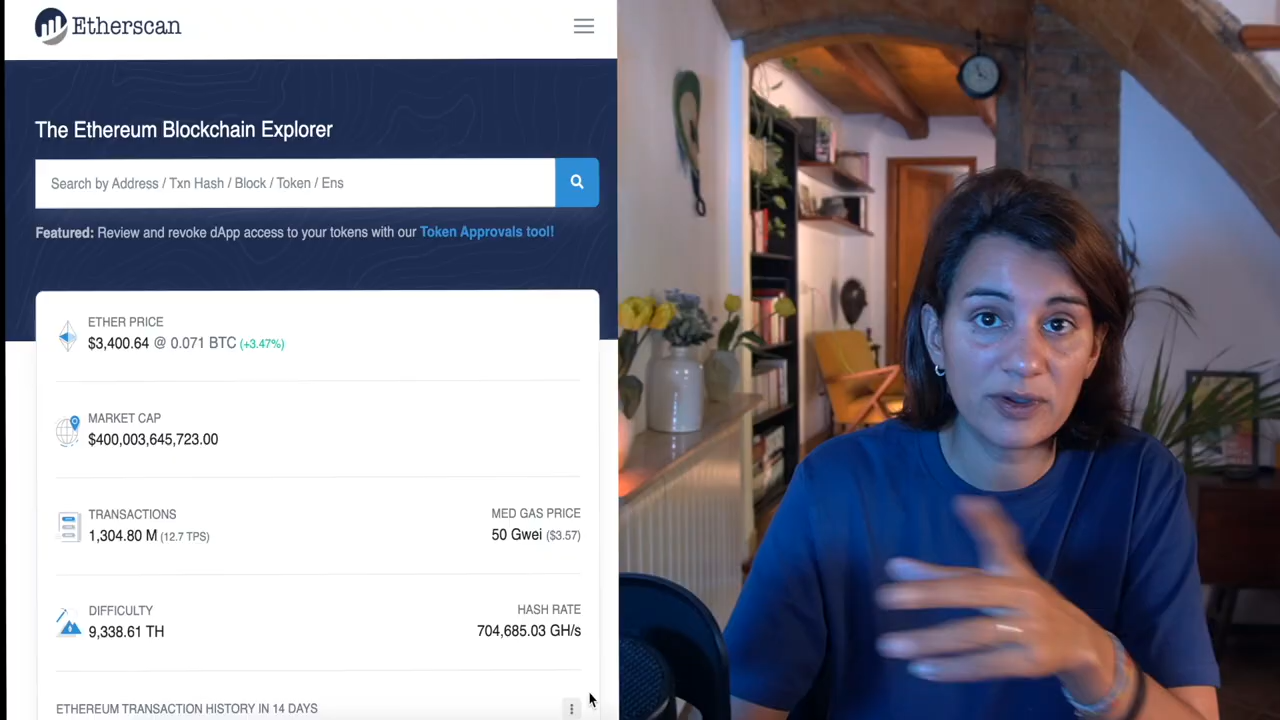 Etherscan
The Ethereum Blockchain Explorer
Search by Address / Txn Hash / Block / Token / Ens
Featured: Review and revoke dApp access to your tokens with our Token Approvals tool!
ETHER PRICE
$3,400.64 @ 0.071 BTC (+3.47%)
MARKET CAP
$400,003,645,723.00
TRANSACTIONS
1,304.80 M (12.7 TPS)
MED GAS PRICE
50 Gwei ($3.57)
DIFFICULTY
9,338.61 TH
HASH RATE
704,685.03 GH/s
ETHEREUM TRANSACTION HISTORY IN 14 DAYS